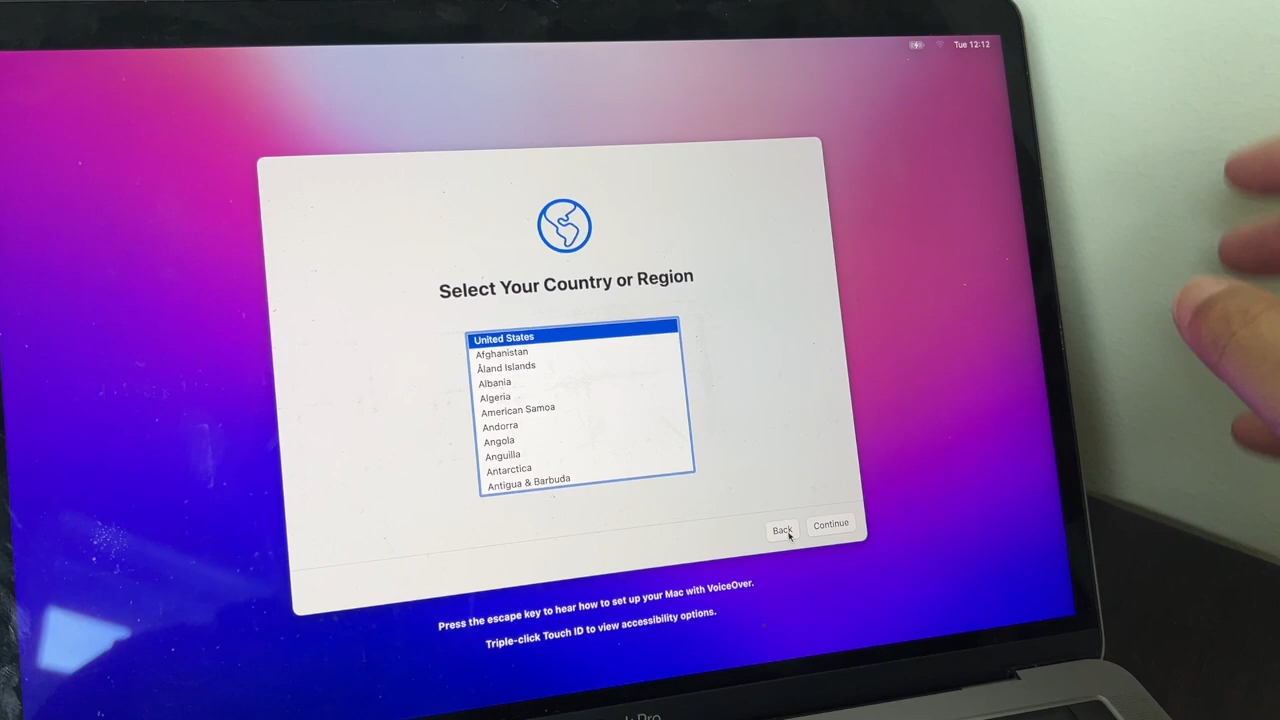 Tue 12:12
Select Your Country or Region
United States
Afghanistan
Åland Islands
Albania
Algeria
American Samoa
Andorra
Angola
Anguilla
Antarctica
Antigua & Barbuda
Back
Continue
Press the escape key to hear how to set up your Mac with VoiceOver.
Triple-click Touch ID to view accessibility options.
Pro